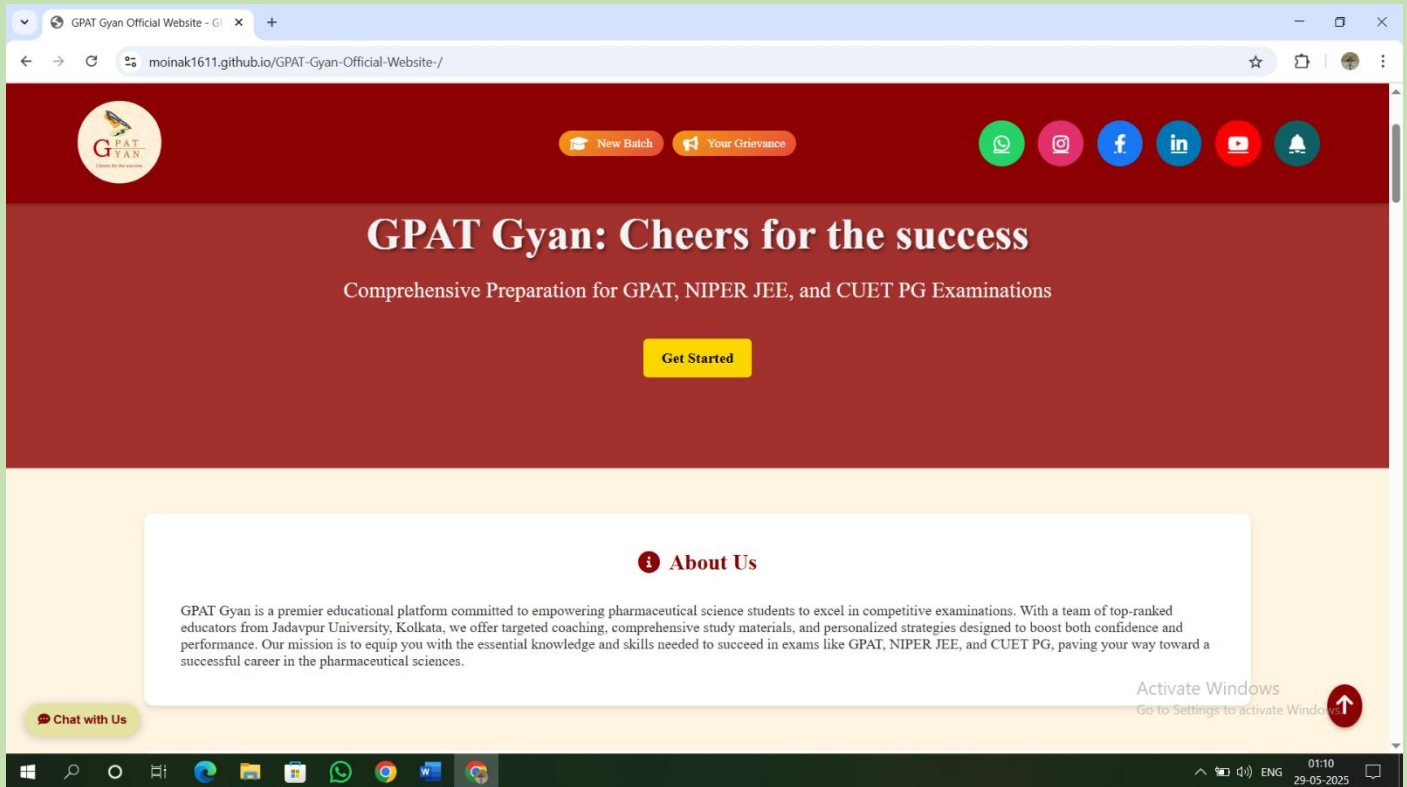 GPAT Gyan Official Website - G
moinak1611.github.io/GPAT-Gyan-Official-Website-/
GPAT
GYAN
Cheers for the success
New Batch
Your Grievance
GPAT Gyan: Cheers for the success
Comprehensive Preparation for GPAT, NIPER JEE, and CUET PG Examinations
Get Started
About Us
GPAT Gyan is a premier educational platform committed to empowering pharmaceutical science students to excel in competitive examinations. With a team of top-ranked
educators from Jadavpur University, Kolkata, we offer targeted coaching, comprehensive study materials, and personalized strategies designed to boost both confidence and
performance. Our mission is to equip you with the essential knowledge and skills needed to succeed in exams like GPAT, NIPER JEE, and CUET PG, paving your way toward a
successful career in the pharmaceutical sciences.
Activate Windows
Go to Settings to activate Windows.
Chat with Us
ENG
01:10
29-05-2025